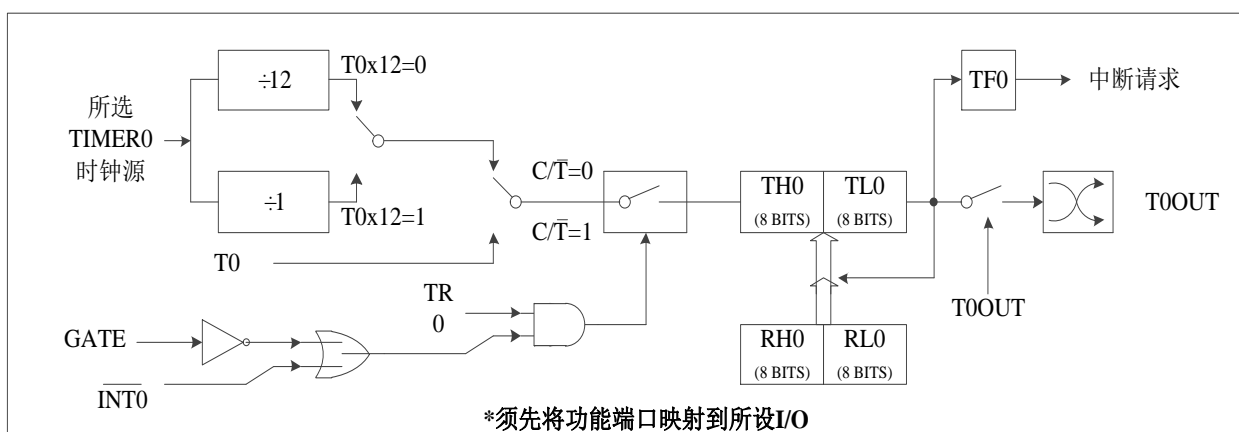 ÷12
T0x12=0
所选
TIMER0
时钟源
÷1
T0x12=1
C/T̅=0
C/T̅=1
T0
TR
0
GATE
I̅N̅T̅0̅
TH0
(8 BITS)
TL0
(8 BITS)
RH0
(8 BITS)
RL0
(8 BITS)
TF0
中断请求
T0OUT
T0OUT
*须先将功能端口映射到所设I/O